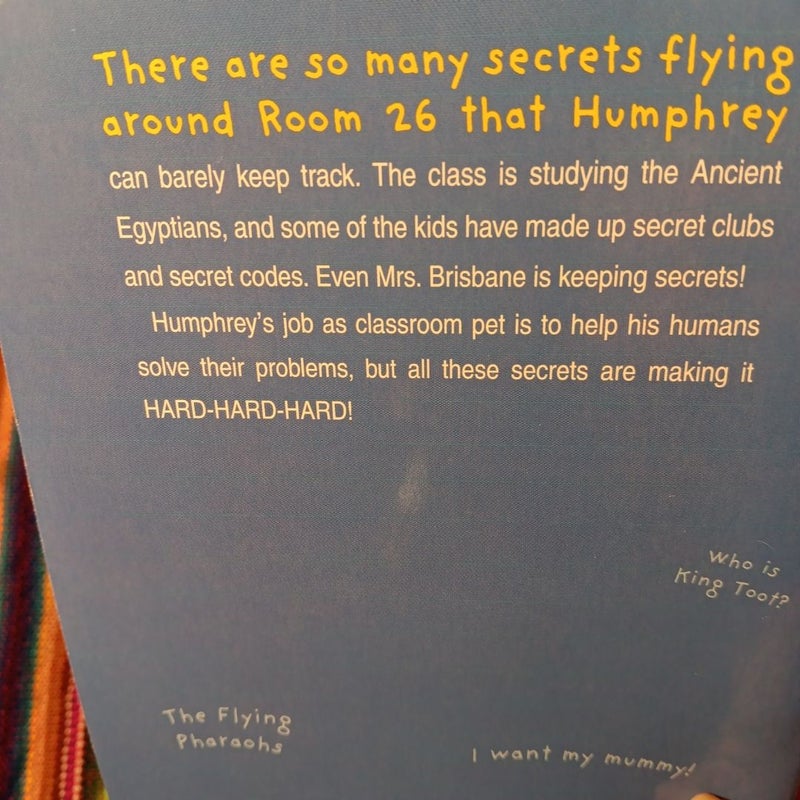 There are so many secrets flying
around Room 26 that Humphrey
can barely keep track. The class is studying the Ancient
Egyptians, and some of the kids have made up secret clubs
and secret codes. Even Mrs. Brisbane is keeping secrets!
Humphrey's job as classroom pet is to help his humans
solve their problems, but all these secrets are making it
HARD-HARD-HARD!
Who is
King Toot?
The Flying
Pharaohs
I want my mummy!